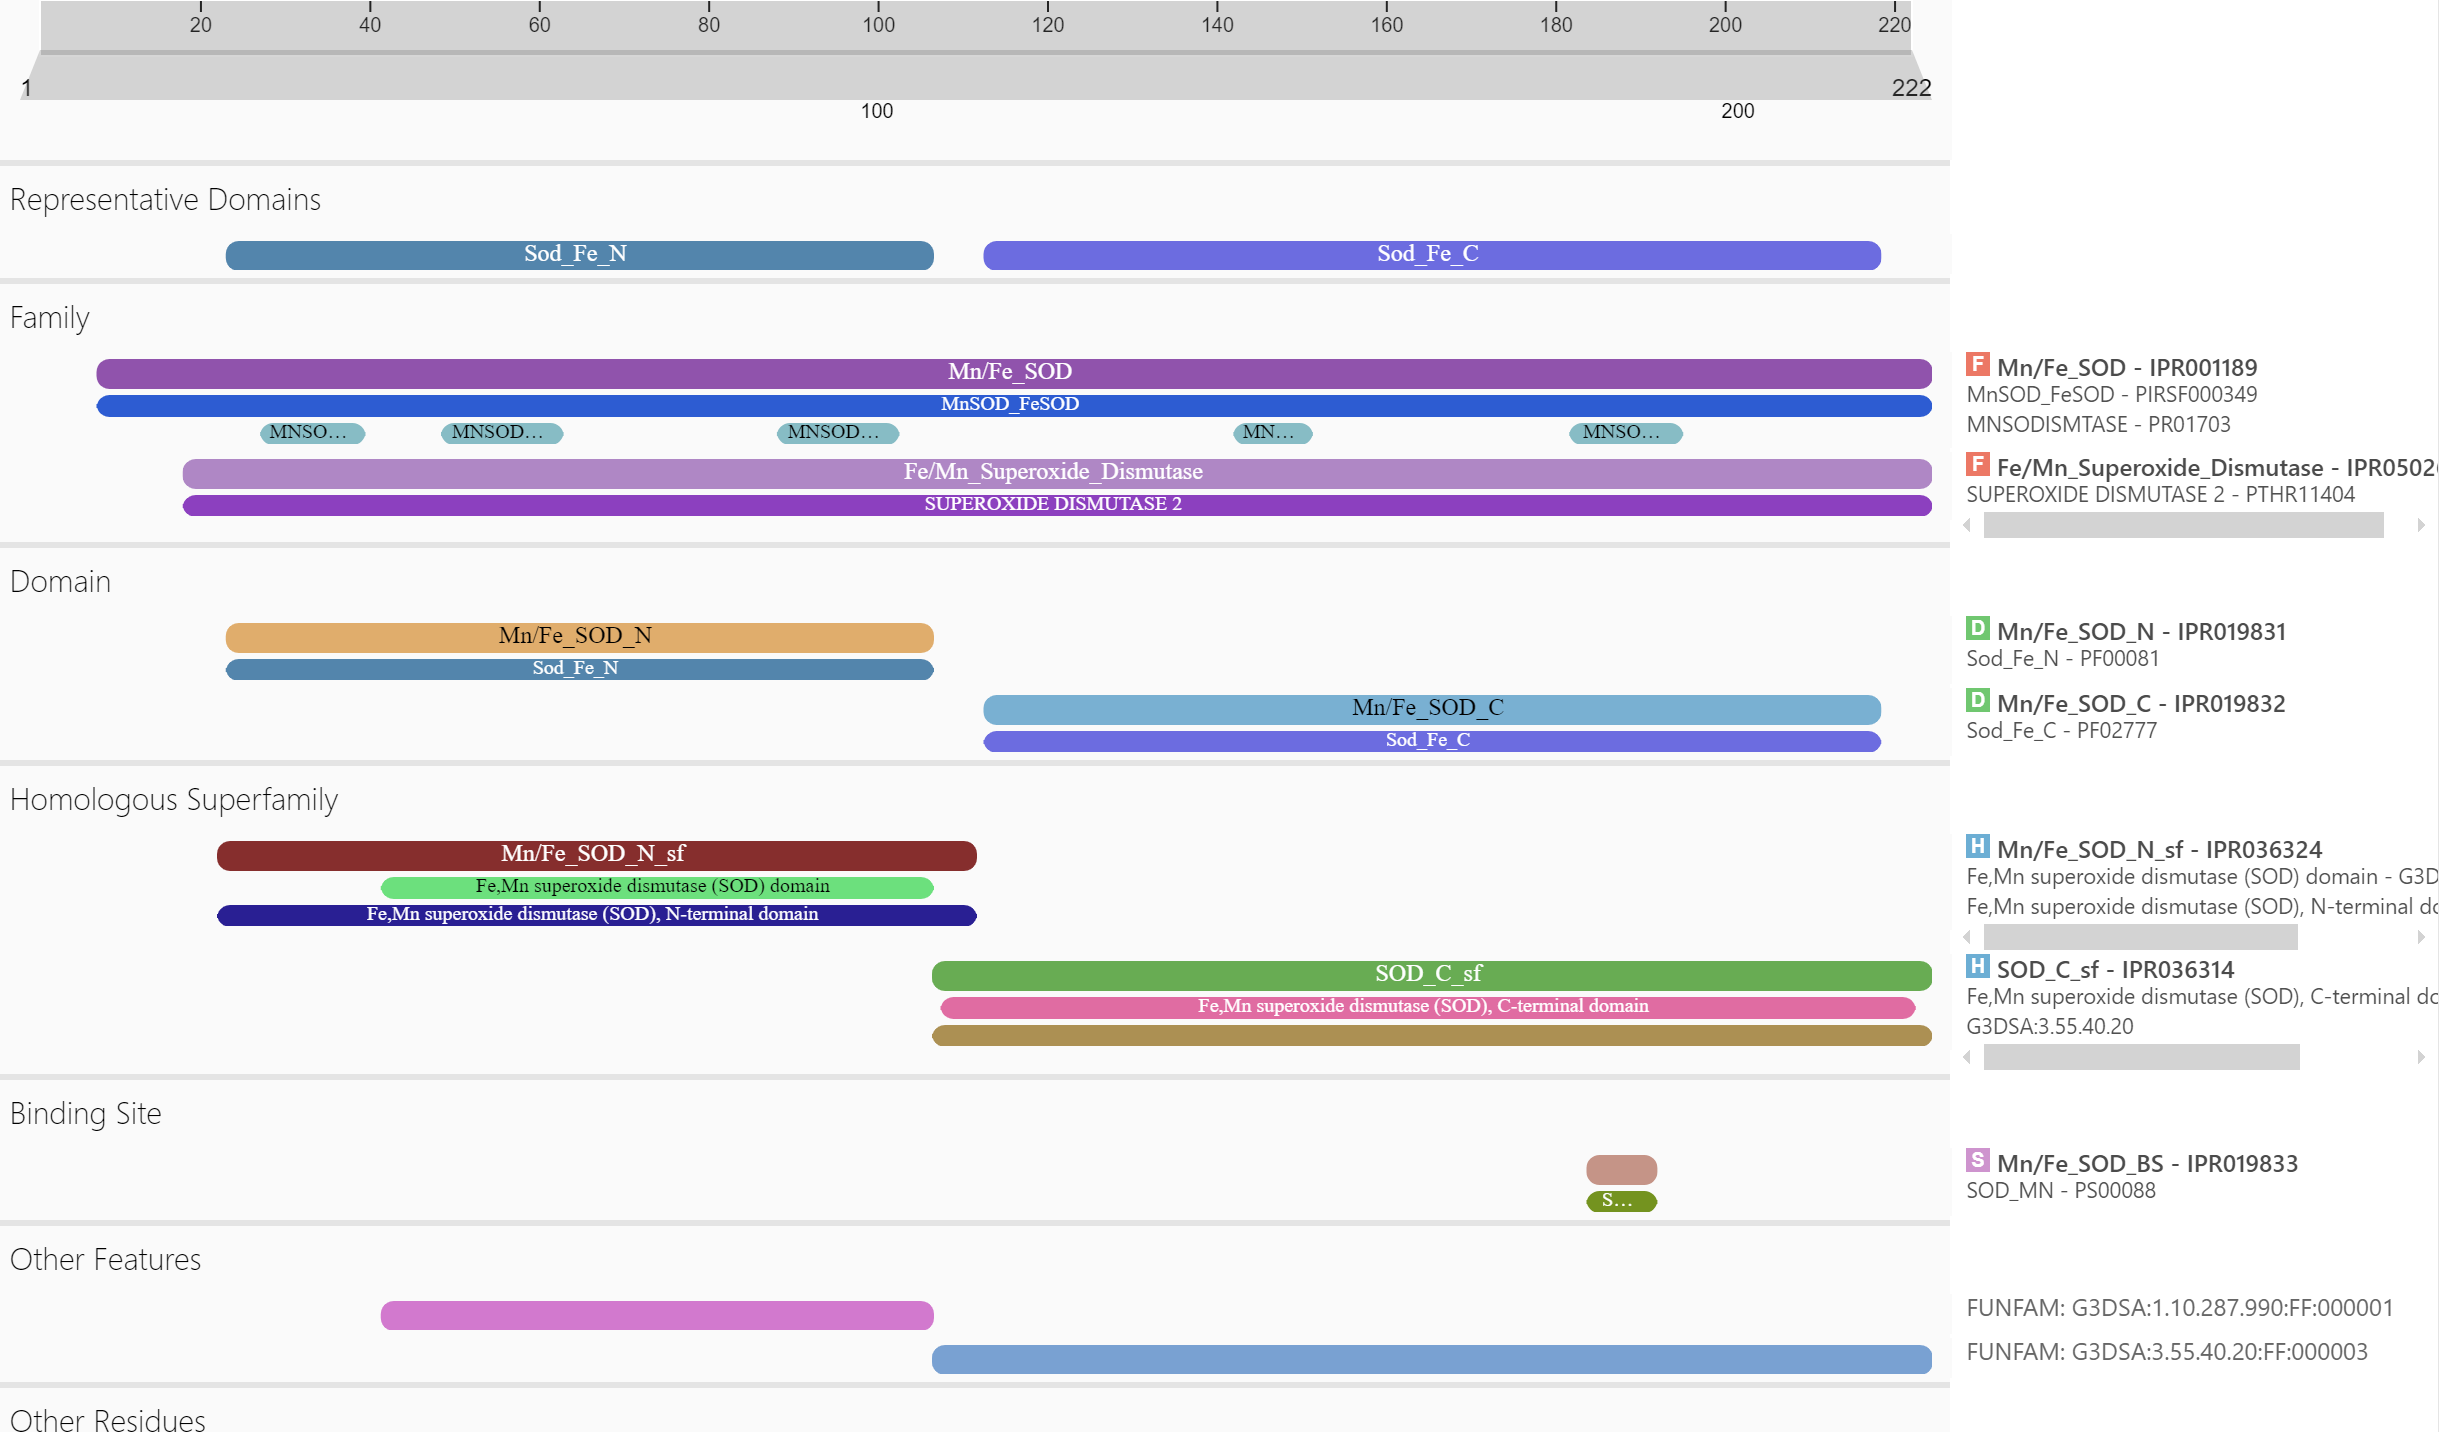 20 40 60 80 100 120 140 160 180 200 220
1 222
100 200
Representative Domains
Sod_Fe_N Sod_Fe_C
Family
Mn/Fe_SOD
F Mn/Fe_SOD - IPR001189
MnSOD_FeSOD
MnSOD_FeSOD - PIRSF000349
MNSO... MNSOD... MNSOD... MN... MNSO...
MNSODISMTASE - PR01703
Fe/Mn_Superoxide_Dismutase
F Fe/Mn_Superoxide_Dismutase - IPR0502
SUPEROXIDE DISMUTASE 2
SUPEROXIDE DISMUTASE 2 - PTHR11404
Domain
Mn/Fe_SOD_N
D Mn/Fe_SOD_N - IPR019831
Sod_Fe_N
Sod_Fe_N - PF00081
Mn/Fe_SOD_C
D Mn/Fe_SOD_C - IPR019832
Sod_Fe_C
Sod_Fe_C - PF02777
Homologous Superfamily
Mn/Fe_SOD_N_sf
H Mn/Fe_SOD_N_sf - IPR036324
Fe,Mn superoxide dismutase (SOD) domain
Fe,Mn superoxide dismutase (SOD) domain - G3D
Fe,Mn superoxide dismutase (SOD), N-terminal domain
Fe,Mn superoxide dismutase (SOD), N-terminal do
SOD_C_sf
H SOD_C_sf - IPR036314
Fe,Mn superoxide dismutase (SOD), C-terminal domain
Fe,Mn superoxide dismutase (SOD), C-terminal do
G3DSA:3.55.40.20
Binding Site
S Mn/Fe_SOD_BS - IPR019833
S...
SOD_MN - PS00088
Other Features
FUNFAM: G3DSA:1.10.287.990:FF:000001
FUNFAM: G3DSA:3.55.40.20:FF:000003
Other Residues